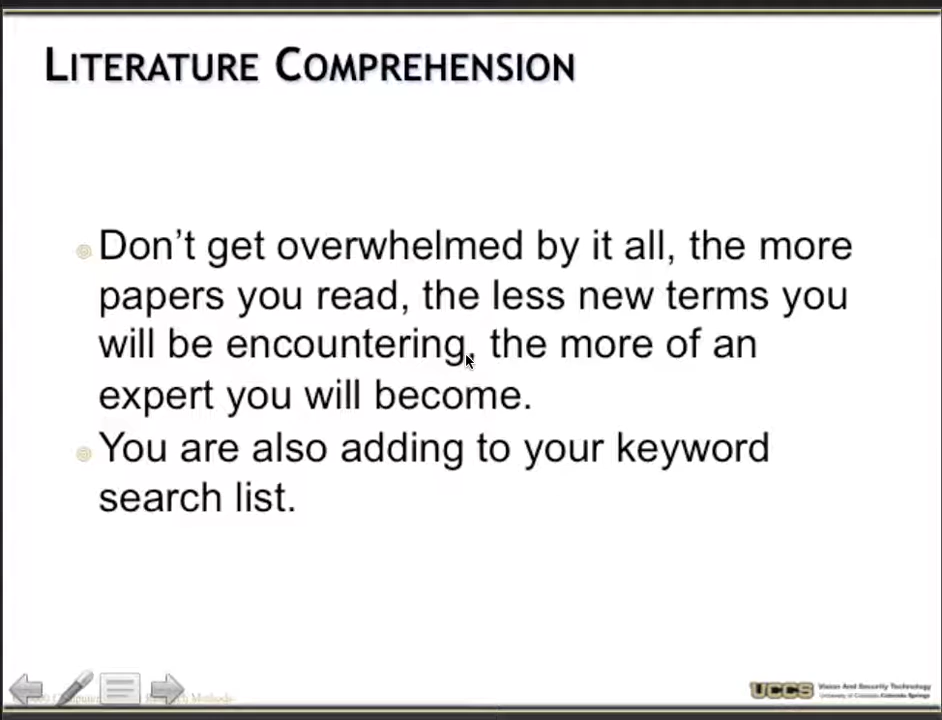 LITERATURE COMPREHENSION
Don't get overwhelmed by it all, the more
papers you read, the less new terms you
will be encountering, the more of an
expert you will become.
You are also adding to your keyword
search list.
UCCS Vision And Security Technology
University of Colorado Colorado Springs